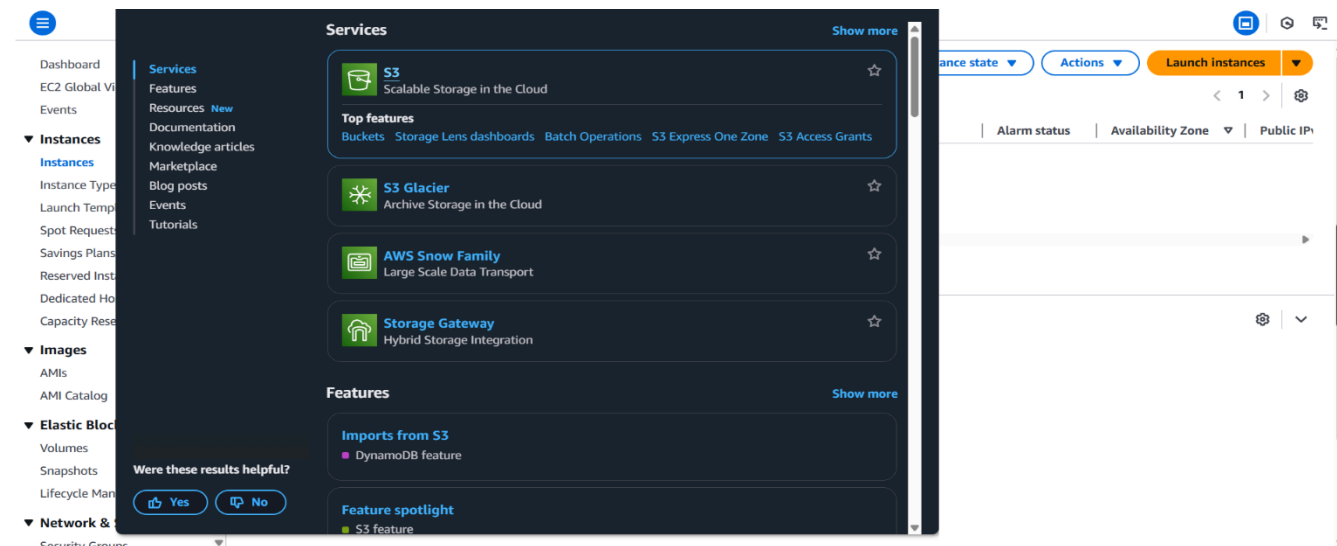 Dashboard
EC2 Global Vi
Events
Instances
Instances
Instance Type
Launch Templ
Spot Requests
Savings Plans
Reserved Inst
Dedicated Ho
Capacity Rese
Images
AMIs
AMI Catalog
Elastic Bloc
Volumes
Snapshots
Lifecycle Man
Network &
Security Groups
Services
Features
Resources New
Documentation
Knowledge articles
Marketplace
Blog posts
Events
Tutorials
Were these results helpful?
Yes No
Services Show more
S3
Scalable Storage in the Cloud
Top features
Buckets Storage Lens dashboards Batch Operations S3 Express One Zone S3 Access Grants
S3 Glacier
Archive Storage in the Cloud
AWS Snow Family
Large Scale Data Transport
Storage Gateway
Hybrid Storage Integration
Features Show more
Imports from S3
DynamoDB feature
Feature spotlight
S3 feature
ance state Actions Launch instances
1
Alarm status Availability Zone Public IPv